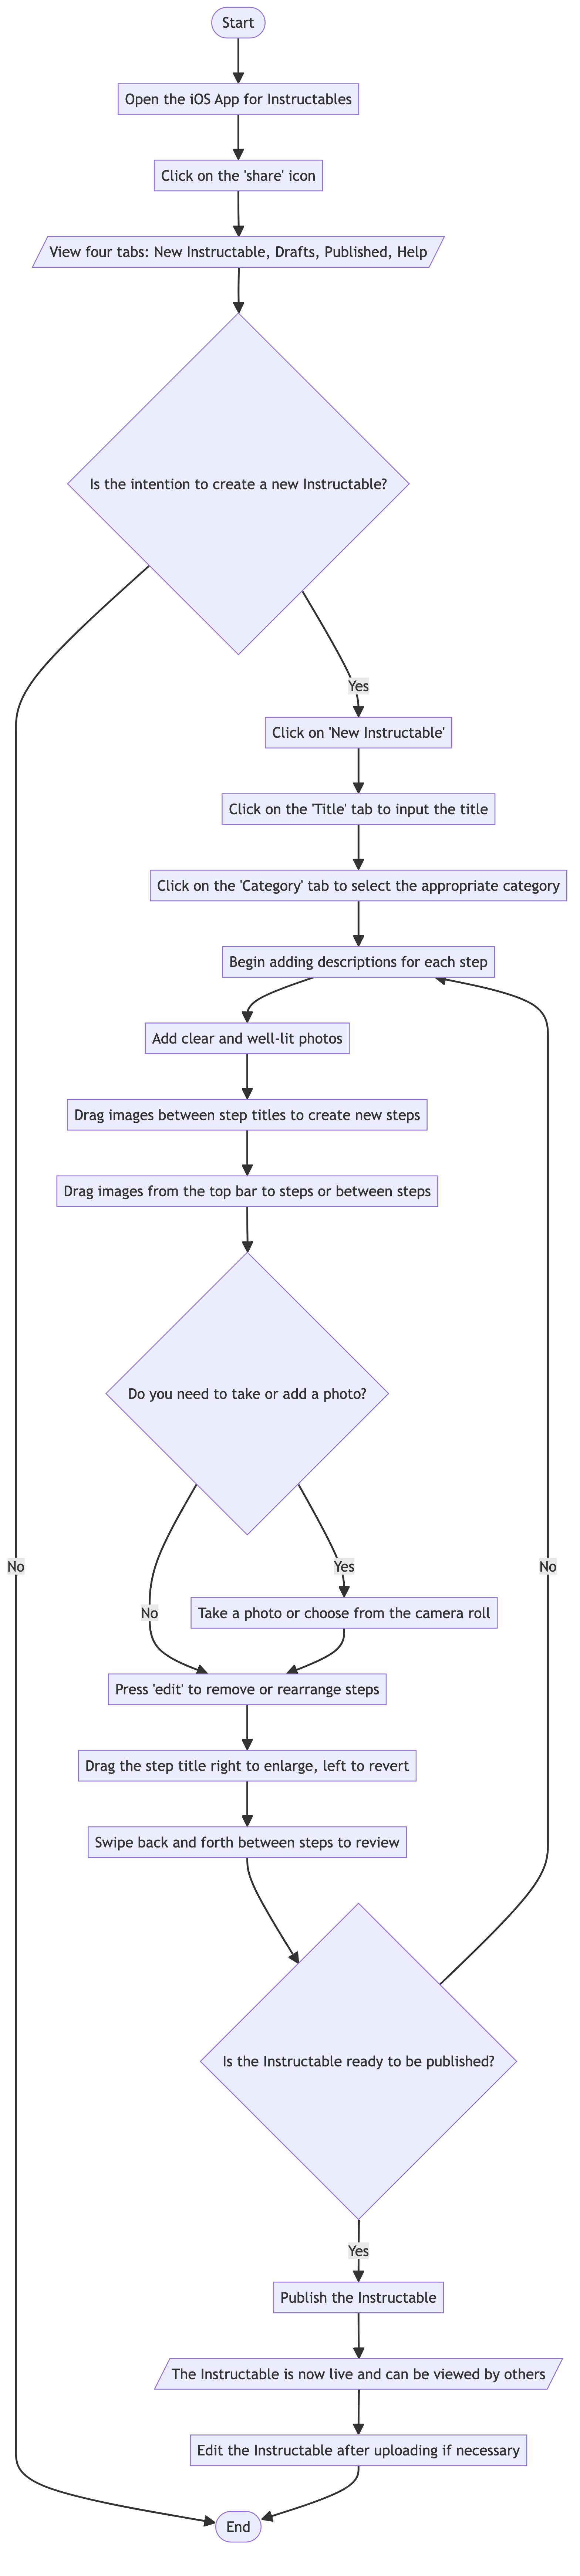 Start
Open the iOS App for Instructables
Click on the 'share' icon
View four tabs: New Instructable, Drafts, Published, Help
Is the intention to create a new Instructable?
Yes
Click on 'New Instructable'
Click on the 'Title' tab to input the title
Click on the 'Category' tab to select the appropriate category
Begin adding descriptions for each step
Add clear and well-lit photos
Drag images between step titles to create new steps
Drag images from the top bar to steps or between steps
Do you need to take or add a photo?
No
Yes
No
No
Take a photo or choose from the camera roll
Press 'edit' to remove or rearrange steps
Drag the step title right to enlarge, left to revert
Swipe back and forth between steps to review
Is the Instructable ready to be published?
Yes
Publish the Instructable
The Instructable is now live and can be viewed by others
Edit the Instructable after uploading if necessary
End